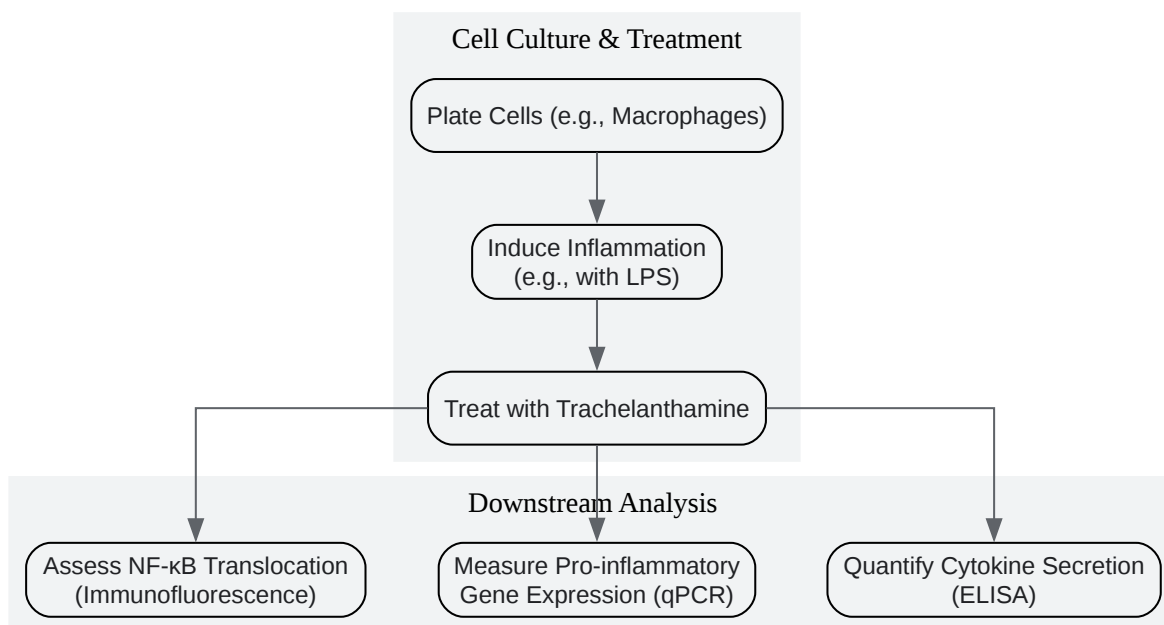 Cell Culture & Treatment
Plate Cells (e.g., Macrophages)
Induce Inflammation
(e.g., with LPS)
Treat with Trachelanthamine
Downstream Analysis
Assess NF-κB Translocation
(Immunofluorescence)
Measure Pro-inflammatory
Gene Expression (qPCR)
Quantify Cytokine Secretion
(ELISA)